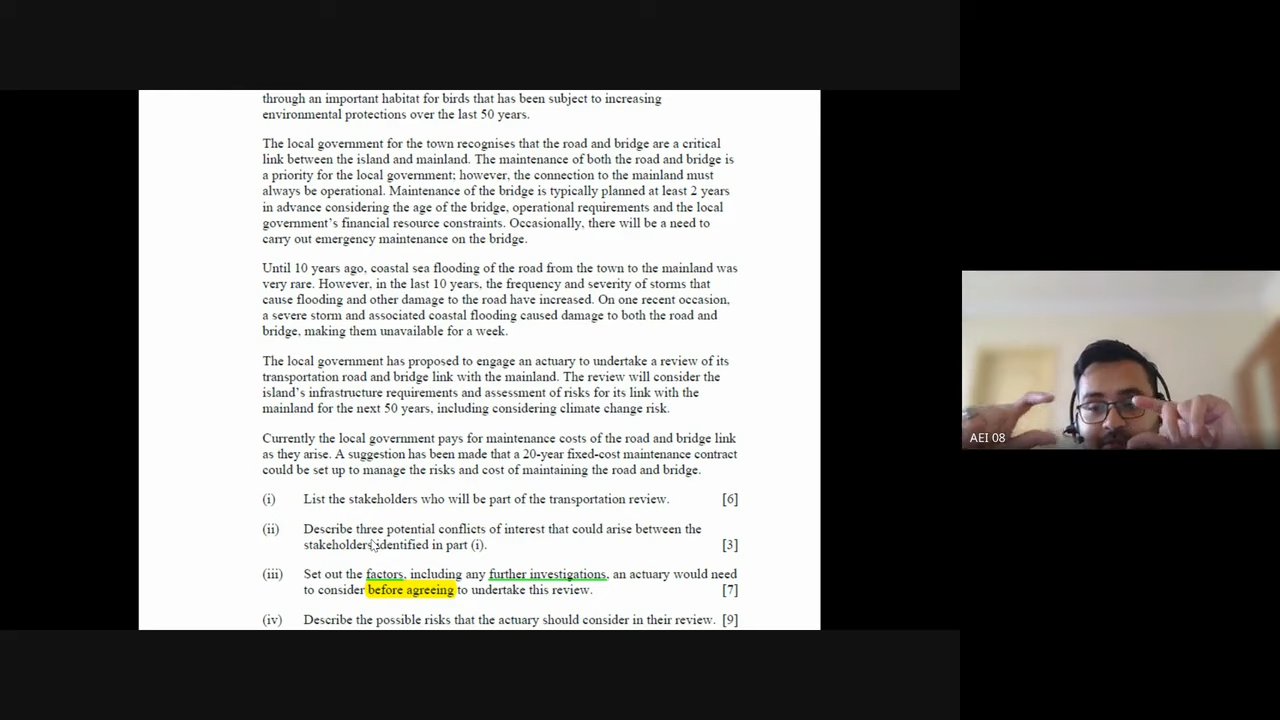 through an important habitat for birds that has been subject to increasing
environmental protections over the last 50 years.
The local government for the town recognises that the road and bridge are a critical
link between the island and mainland. The maintenance of both the road and bridge is
a priority for the local government; however, the connection to the mainland must
always be operational. Maintenance of the bridge is typically planned at least 2 years
in advance considering the age of the bridge, operational requirements and the local
government's financial resource constraints. Occasionally, there will be a need to
carry out emergency maintenance on the bridge.
Until 10 years ago, coastal sea flooding of the road from the town to the mainland was
very rare. However, in the last 10 years, the frequency and severity of storms that
cause flooding and other damage to the road have increased. On one recent occasion,
a severe storm and associated coastal flooding caused damage to both the road and
bridge, making them unavailable for a week.
The local government has proposed to engage an actuary to undertake a review of its
transportation road and bridge link with the mainland. The review will consider the
island's infrastructure requirements and assessment of risks for its link with the
mainland for the next 50 years, including considering climate change risk.
Currently the local government pays for maintenance costs of the road and bridge link
as they arise. A suggestion has been made that a 20-year fixed-cost maintenance contract
could be set up to manage the risks and cost of maintaining the road and bridge.
(i) List the stakeholders who will be part of the transportation review. [6]
(ii) Describe three potential conflicts of interest that could arise between the
stakeholders identified in part (i). [3]
(iii) Set out the factors, including any further investigations, an actuary would need
to consider before agreeing to undertake this review. [7]
(iv) Describe the possible risks that the actuary should consider in their review. [9]
AEI 08